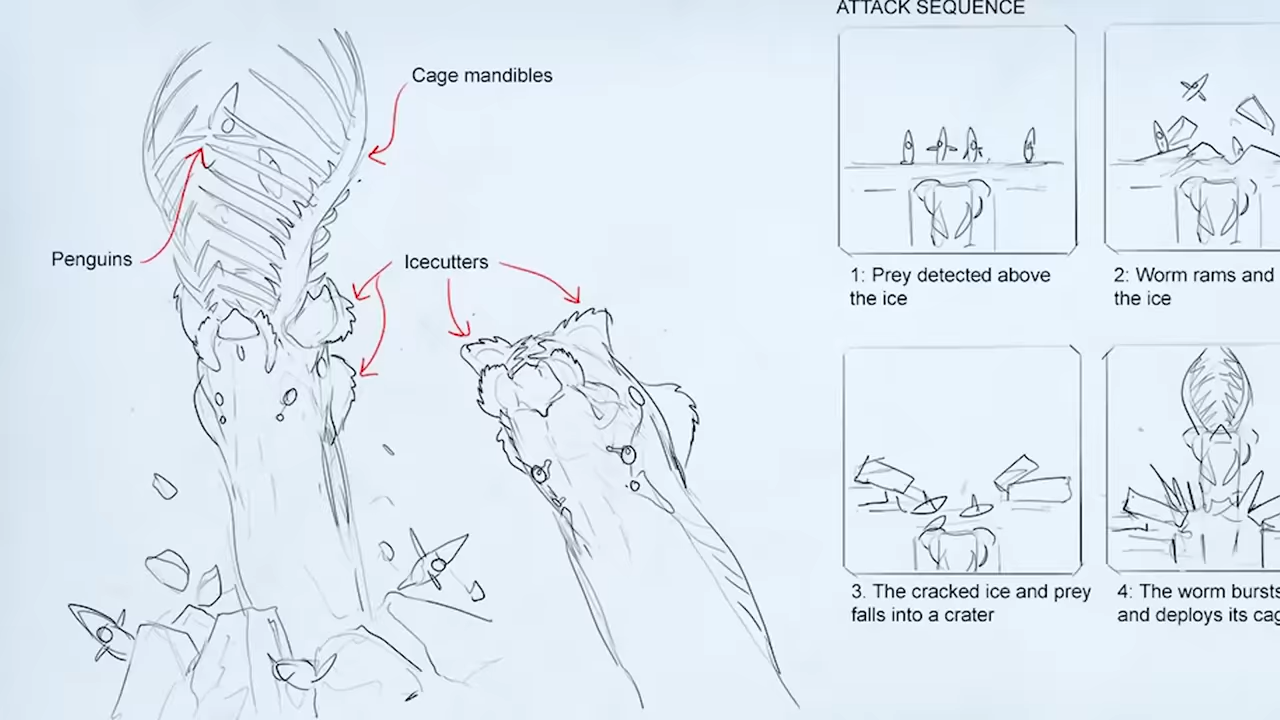 ATTACK SEQUENCE
Cage mandibles
Penguins
Icecutters
1: Prey detected above
the ice
2: Worm rams and
the ice
3. The cracked ice and prey
falls into a crater
4: The worm bursts
and deploys its